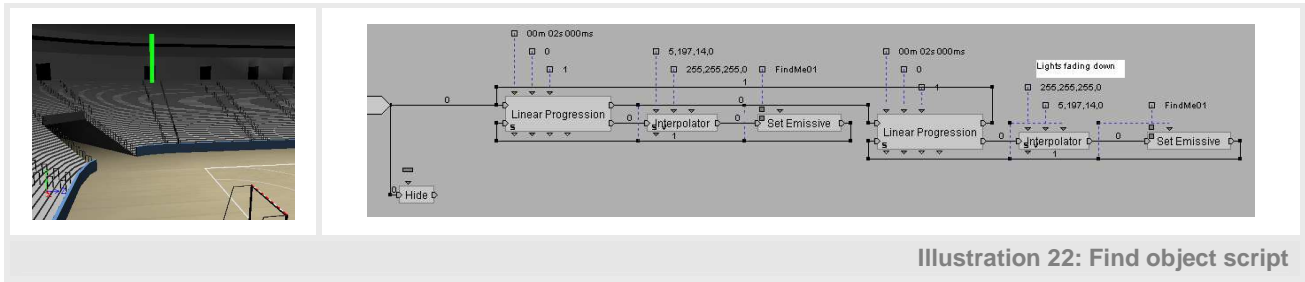 00m 02s 000ms
0
1
5,197,14,0
255,255,255,0
FindMe01
1
0
Linear Progression
S
0
Interpolator
S
0
Set Emissive
0
1
00m 02s 000ms
0
1
Lights fading down
255,255,255,0
5,197,14,0
FindMe01
Linear Progression
S
0
Interpolator
S
0
Set Emissive
1
0
Hide
Illustration 22: Find object script